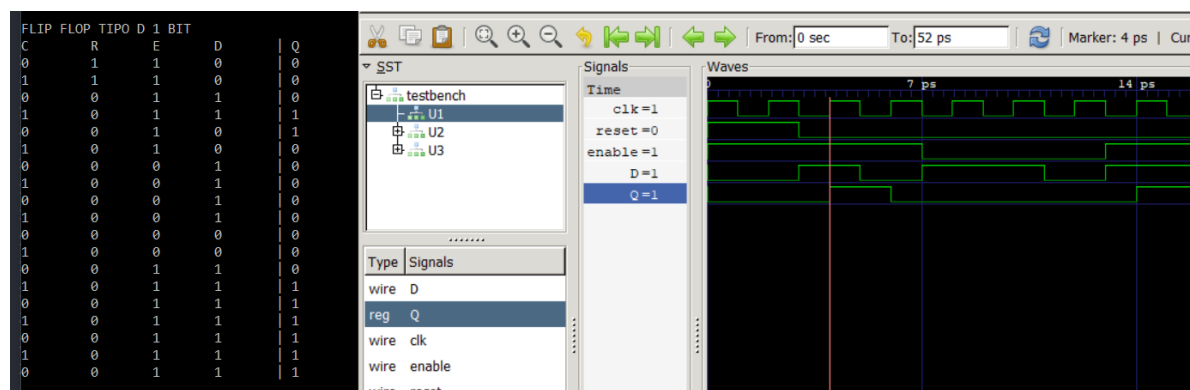 FLIP FLOP TIPO D 1 BIT
C R E D | Q
0 1 1 0 | 0
1 1 1 0 | 0
0 0 1 1 | 0
1 0 1 1 | 1
0 0 1 0 | 1
1 0 1 0 | 0
0 0 0 1 | 0
1 0 0 1 | 0
0 0 0 1 | 0
1 0 0 1 | 0
0 0 0 0 | 0
1 0 0 0 | 0
0 0 1 1 | 0
1 0 1 1 | 1
0 0 1 1 | 1
1 0 1 1 | 1
0 0 1 1 | 1
1 0 1 1 | 1
0 0 1 1 | 1
From: 0 sec To: 52 ps Marker: 4 ps | Cur
SST
testbench
U1
U2
U3
Type Signals
wire D
reg Q
wire clk
wire enable
Signals
Time
clk=1
reset=0
enable=1
D=1
Q=1
Waves
7 ps 14 ps